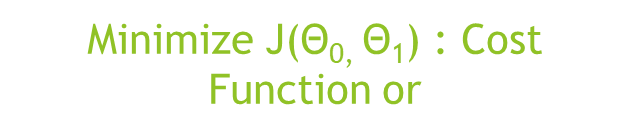 Minimize J(Θ₀, Θ₁) : Cost
Function or